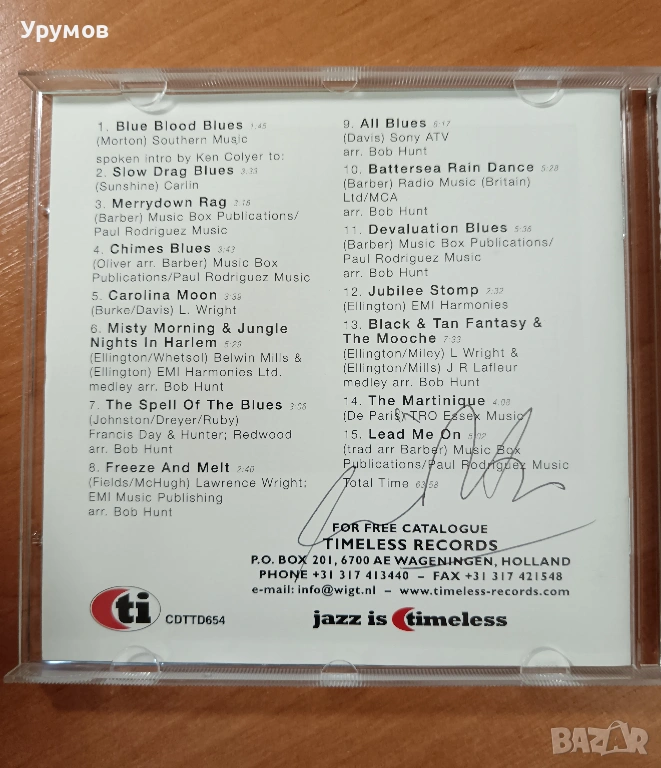 Урумов
1. Blue Blood Blues 1:45
(Morton) Southern Music
spoken intro by Ken Colyer to:
2. Slow Drag Blues 3:35
(Sunshine) Carlin
3. Merrydown Rag 3:16
(Barber) Music Box Publications/
Paul Rodriguez Music
4. Chimes Blues 3:43
(Oliver arr. Barber) Music Box
Publications/Paul Rodriguez Music
5. Carolina Moon 3:39
(Burke/Davis) L. Wright
6. Misty Morning & Jungle
Nights In Harlem 5:29
(Ellington/Whetsol) Belwin Mills &
(Ellington) EMI Harmonies Ltd.
medley arr. Bob Hunt
7. The Spell Of The Blues 3:05
(Johnston/Dreyer/Ruby)
Francis Day & Hunter; Redwood
arr. Bob Hunt
8. Freeze And Melt 2:40
(Fields/McHugh) Lawrence Wright;
EMI Music Publishing
arr. Bob Hunt
9. All Blues 5:17
(Davis) Sony ATV
arr. Bob Hunt
10. Battersea Rain Dance 5:28
(Barber) Radio Music (Britain)
Ltd/MCA
arr. Bob Hunt
11. Devaluation Blues 5:35
(Barber) Music Box Publications/
Paul Rodriguez Music
arr. Bob Hunt
12. Jubilee Stomp 2:32
(Ellington) EMI Harmonies
13. Black & Tan Fantasy &
The Mooche 7:33
(Ellington/Miley) L Wright &
(Ellington/Mills) J R Lafleur
medley arr. Bob Hunt
14. The Martinique 4:08
(De Paris) TRO Essex Music
15. Lead Me On 5:02
(trad arr Barber) Music Box
Publications/Paul Rodriguez Music
Total Time 63:58
FOR FREE CATALOGUE
TIMELESS RECORDS
P.O. BOX 201, 6700 AE WAGENINGEN, HOLLAND
PHONE +31 317 413440 – FAX +31 317 421548
e-mail: info@wigt.nl – www.timeless-records.com
ti CDTTD654 jazz is timeless
BAZAR